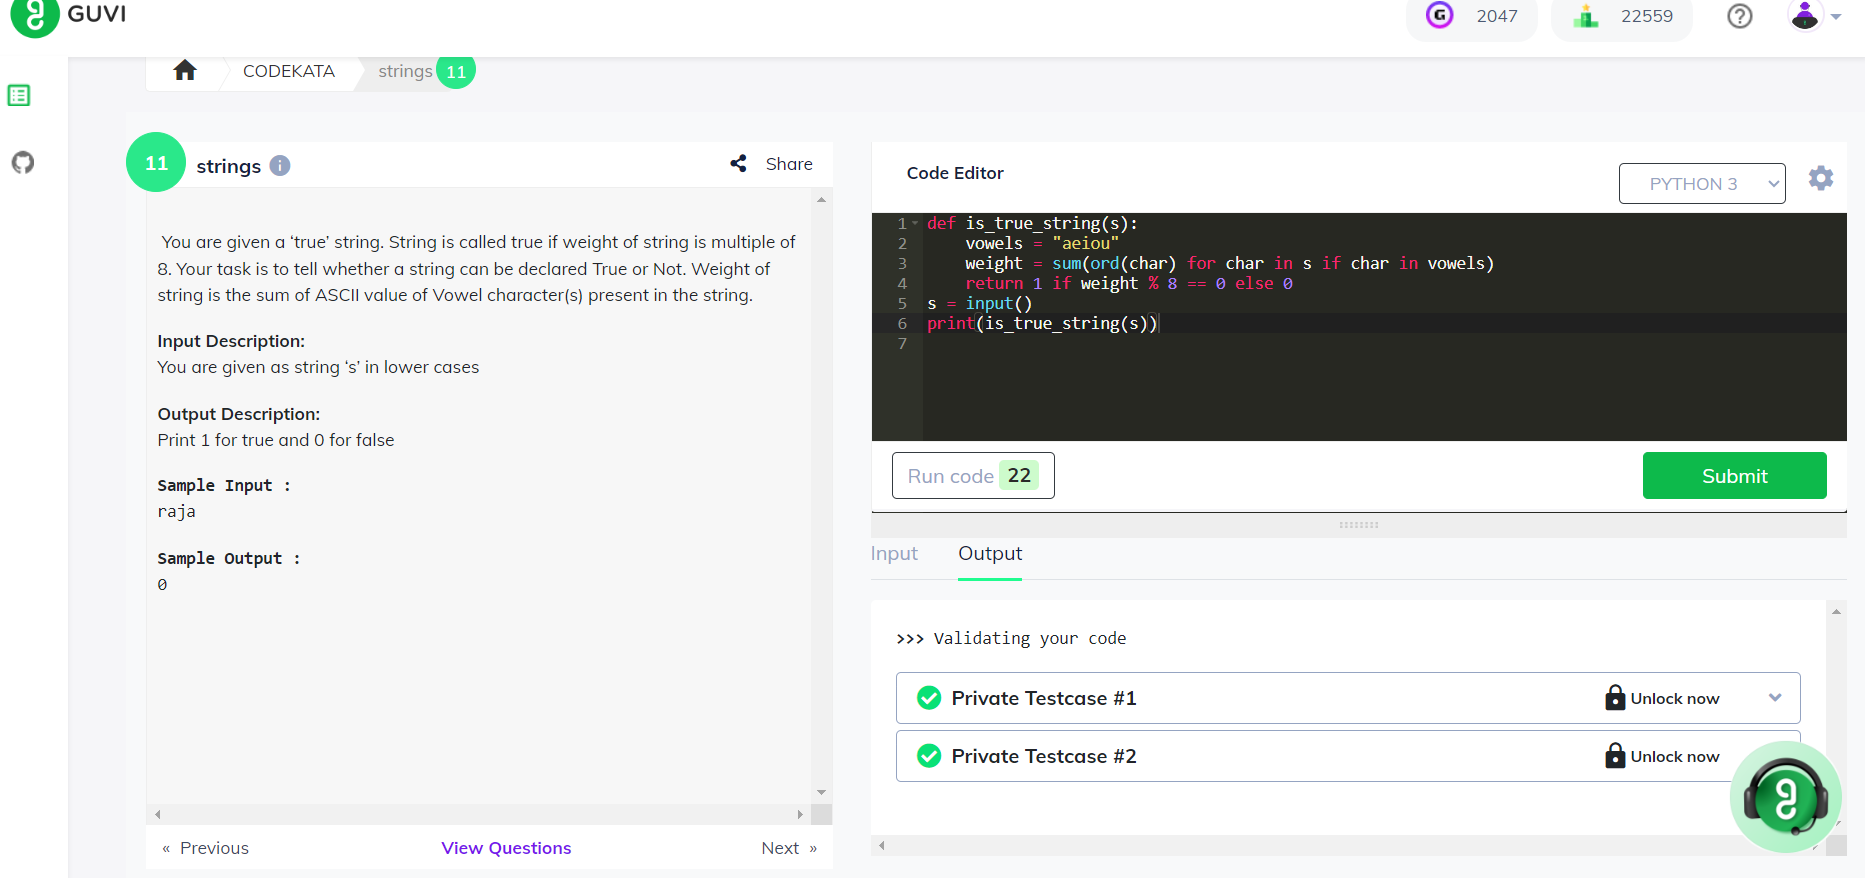 GUVI
2047
22559
CODEKATA
strings 11
11 strings
Share
You are given a ‘true’ string. String is called true if weight of string is multiple of
8. Your task is to tell whether a string can be declared True or Not. Weight of
string is the sum of ASCII value of Vowel character(s) present in the string.
Input Description:
You are given as string ‘s’ in lower cases
Output Description:
Print 1 for true and 0 for false
Sample Input :
raja
Sample Output :
0
« Previous
View Questions
Next »
Code Editor
PYTHON 3
1 def is_true_string(s):
2     vowels = "aeiou"
3     weight = sum(ord(char) for char in s if char in vowels)
4     return 1 if weight % 8 == 0 else 0
5 s = input()
6 print(is_true_string(s))
7
Run code 22
Submit
Input
Output
>>> Validating your code
Private Testcase #1
Unlock now
Private Testcase #2
Unlock now